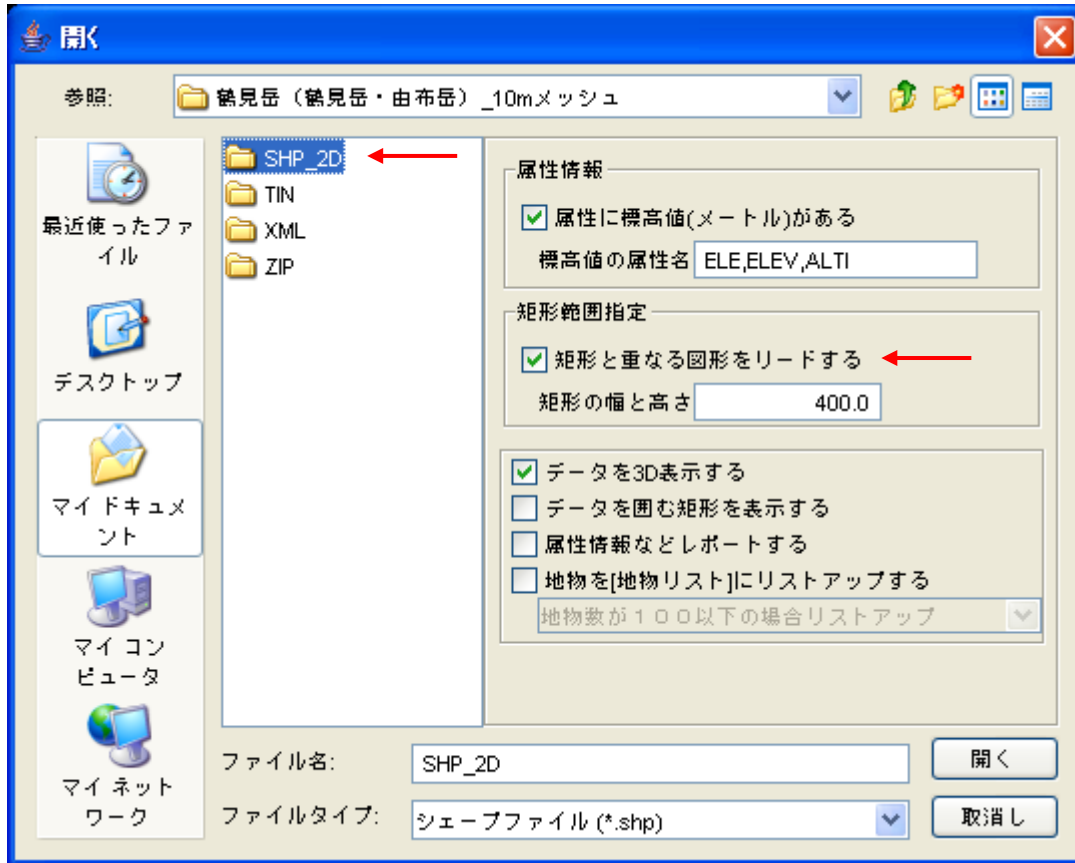 開く
参照:
鶴見岳（鶴見岳・由布岳）_10mメッシュ
最近使ったファ
イル
デスクトップ
マイ ドキュメ
ント
マイ コン
ピュータ
マイ ネット
ワーク
SHP_2D
TIN
XML
ZIP
属性情報
属性に標高値(メートル)がある
標高値の属性名
ELE,ELEV,ALTI
矩形範囲指定
矩形と重なる図形をリードする
矩形の幅と高さ
400.0
データを3D表示する
データを囲む矩形を表示する
属性情報などレポートする
地物を[地物リスト]にリストアップする
地物数が１００以下の場合リストアップ
ファイル名:
SHP_2D
開く
ファイルタイプ:
シェープファイル (*.shp)
取消し